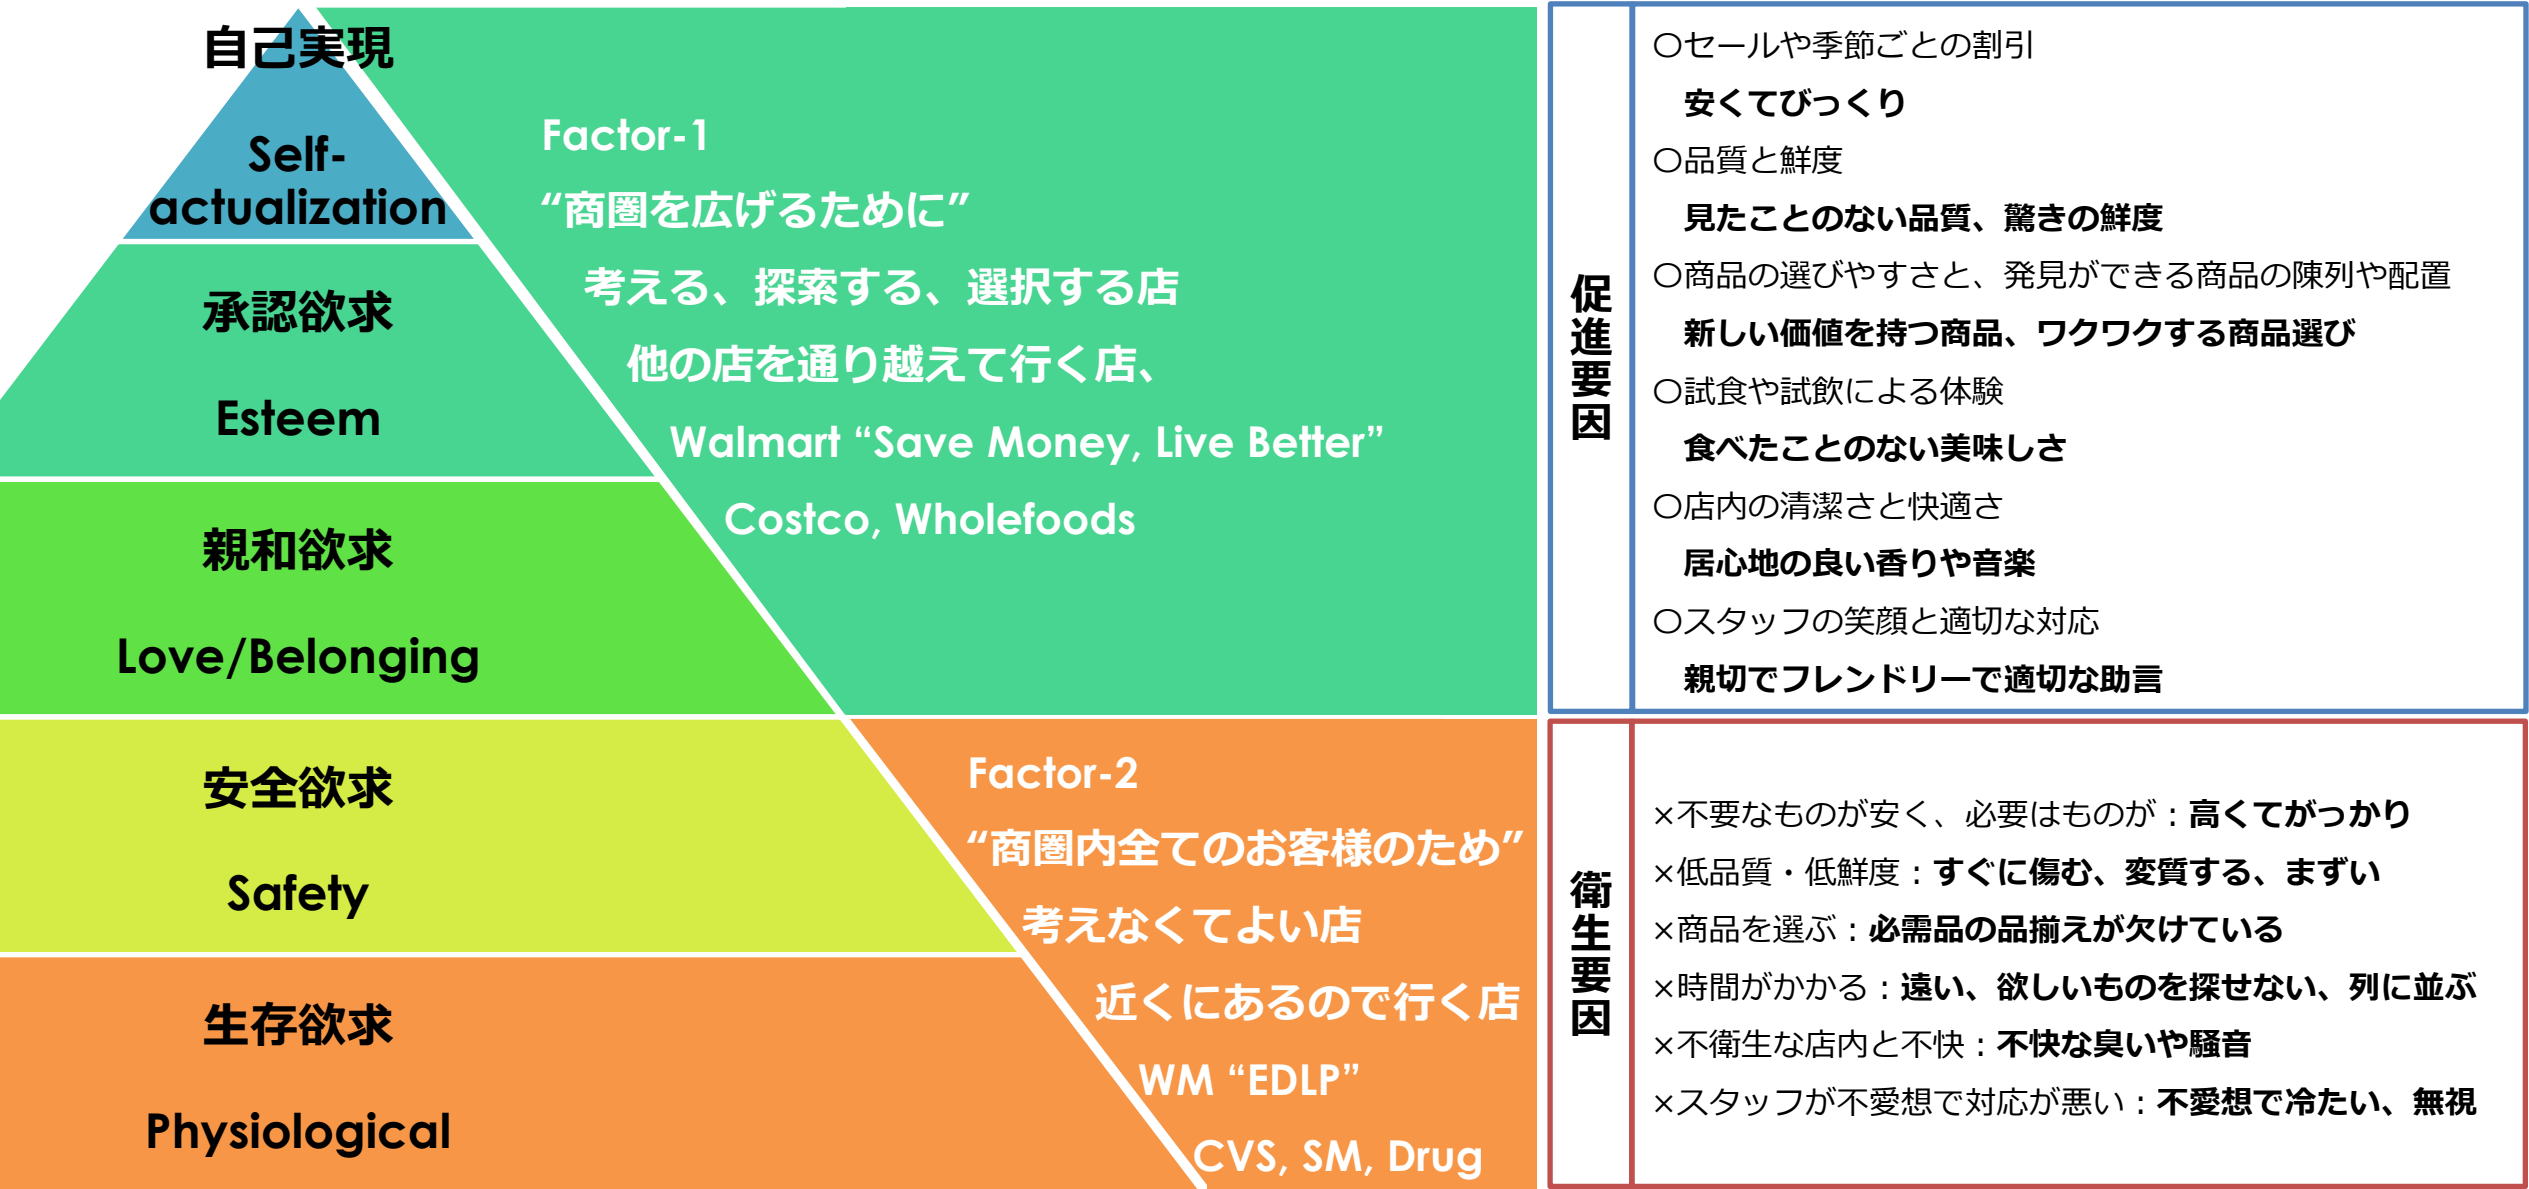 自己実現
Self-
actualization
承認欲求
Esteem
親和欲求
Love/Belonging
安全欲求
Safety
生存欲求
Physiological
Factor-1
“商圏を広げるために”
考える、探索する、選択する店
他の店を通り越えて行く店、
Walmart “Save Money, Live Better”
Costco, Wholefoods
Factor-2
“商圏内全てのお客様のため”
考えなくてよい店
近くにあるので行く店
WM “EDLP”
CVS, SM, Drug
促進要因
〇セールや季節ごとの割引
安くてびっくり
〇品質と鮮度
見たことのない品質、驚きの鮮度
〇商品の選びやすさと、発見ができる商品の陳列や配置
新しい価値を持つ商品、ワクワクする商品選び
〇試食や試飲による体験
食べたことのない美味しさ
〇店内の清潔さと快適さ
居心地の良い香りや音楽
〇スタッフの笑顔と適切な対応
親切でフレンドリーで適切な助言
衛生要因
×不要なものが安く、必要はものが：高くてがっかり
×低品質・低鮮度：すぐに傷む、変質する、まずい
×商品を選ぶ：必需品の品揃えが欠けている
×時間がかかる：遠い、欲しいものを探せない、列に並ぶ
×不衛生な店内と不快：不快な臭いや騒音
×スタッフが不愛想で対応が悪い：不愛想で冷たい、無視